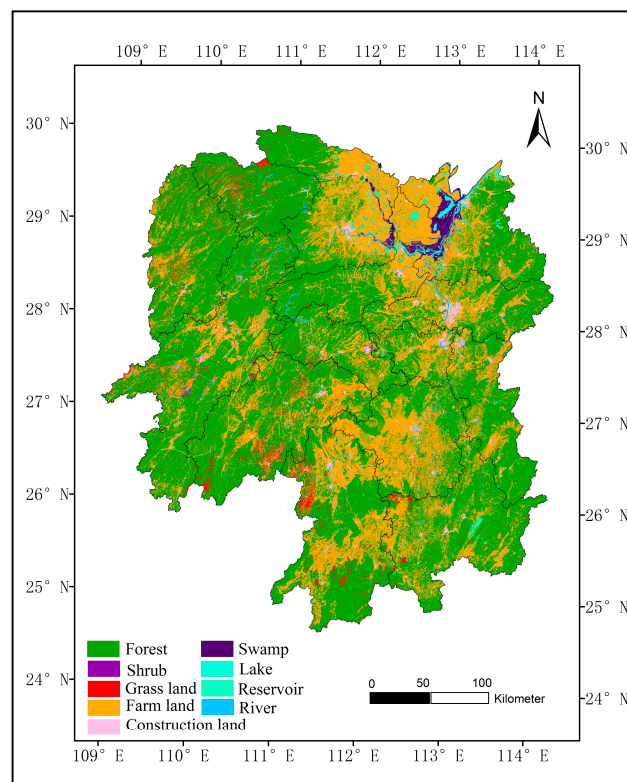 109° E 110° E 111° E 112° E 113° E 114° E
N
30° N 30° N
29° N 29° N
28° N 28° N
27° N 27° N
26° N 26° N
25° N 25° N
24° N 24° N
Forest Swamp
Shrub Lake
Grass land Reservoir
Farm land River
Construction land
0 50 100
Kilometer
109° E 110° E 111° E 112° E 113° E 114° E